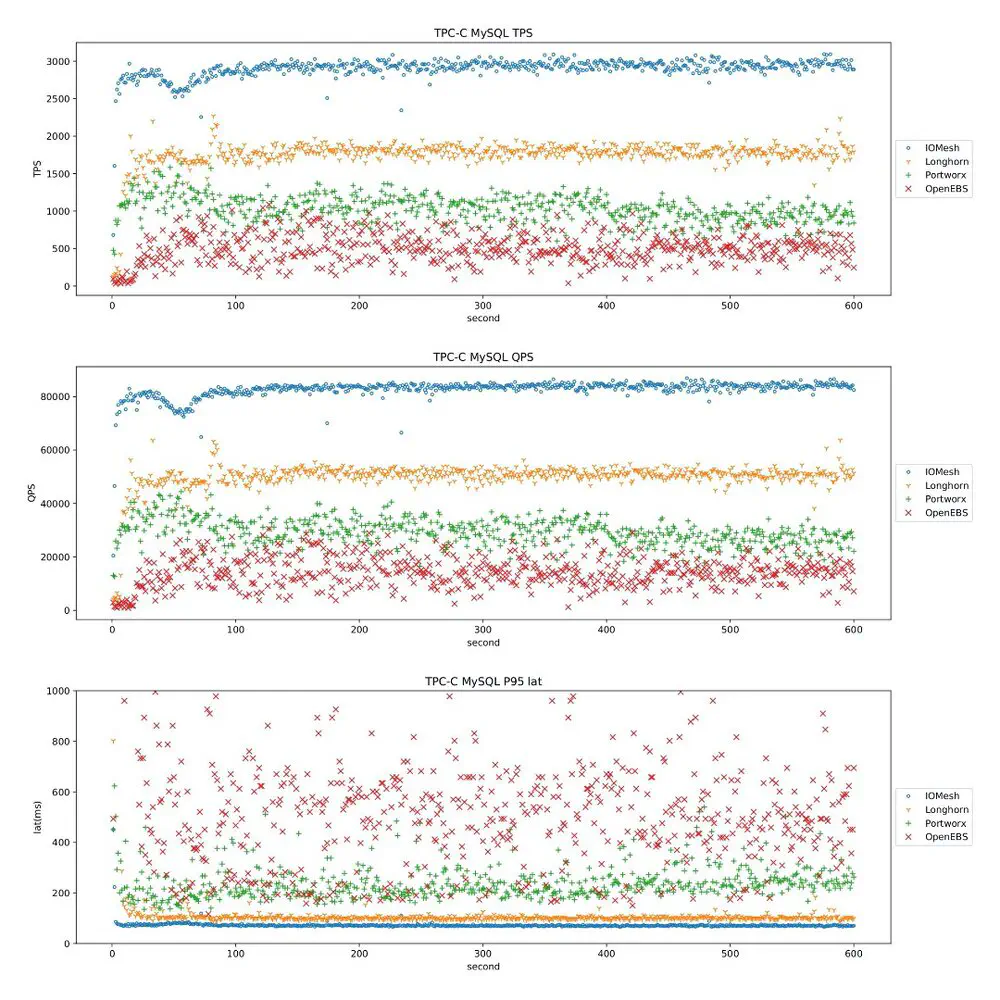 TPC-C MySQL TPS
3000
2500
2000
1500
1000
500
0
TPS
0 100 200 300 400 500 600
second
IOMesh
Longhorn
Portworx
OpenEBS
TPC-C MySQL QPS
80000
60000
40000
20000
0
QPS
0 100 200 300 400 500 600
second
IOMesh
Longhorn
Portworx
OpenEBS
TPC-C MySQL P95 lat
1000
800
600
400
200
0
lat(ms)
0 100 200 300 400 500 600
second
IOMesh
Longhorn
Portworx
OpenEBS